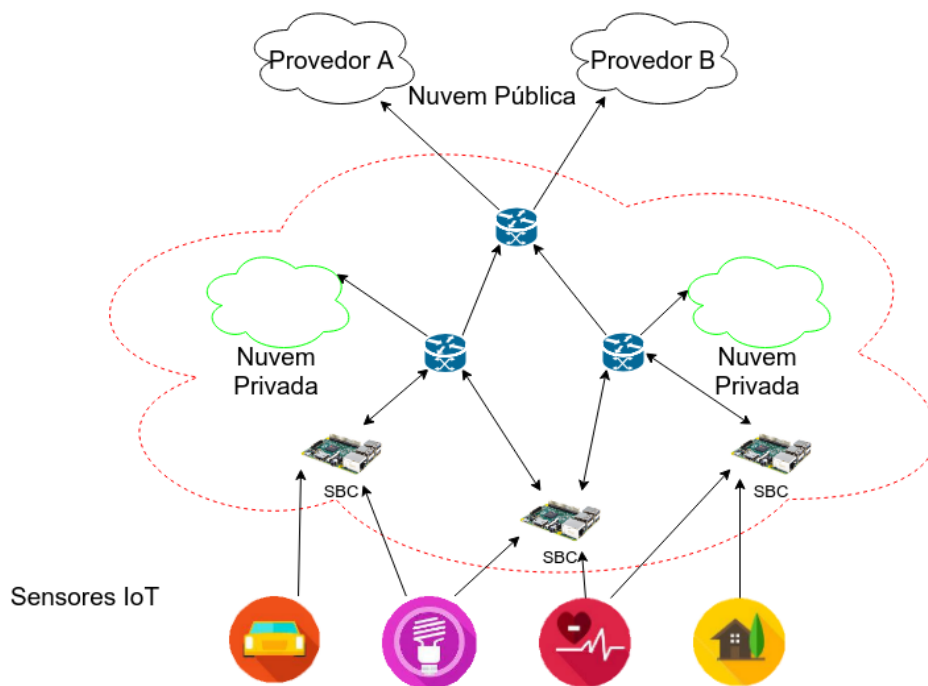 Provedor A
Provedor B
Nuvem Pública
Nuvem
Privada
Nuvem
Privada
SBC
SBC
SBC
Sensores IoT